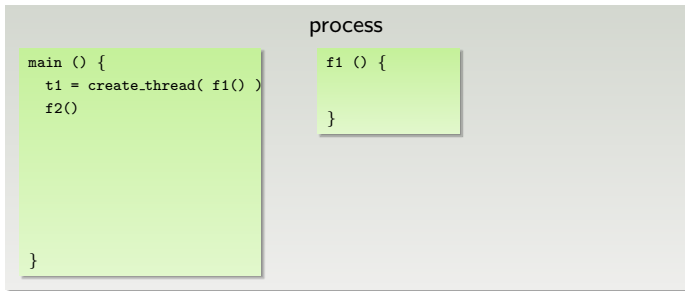 process
main () {
t1 = create_thread( f1() )
f2()
}
f1 () {
}